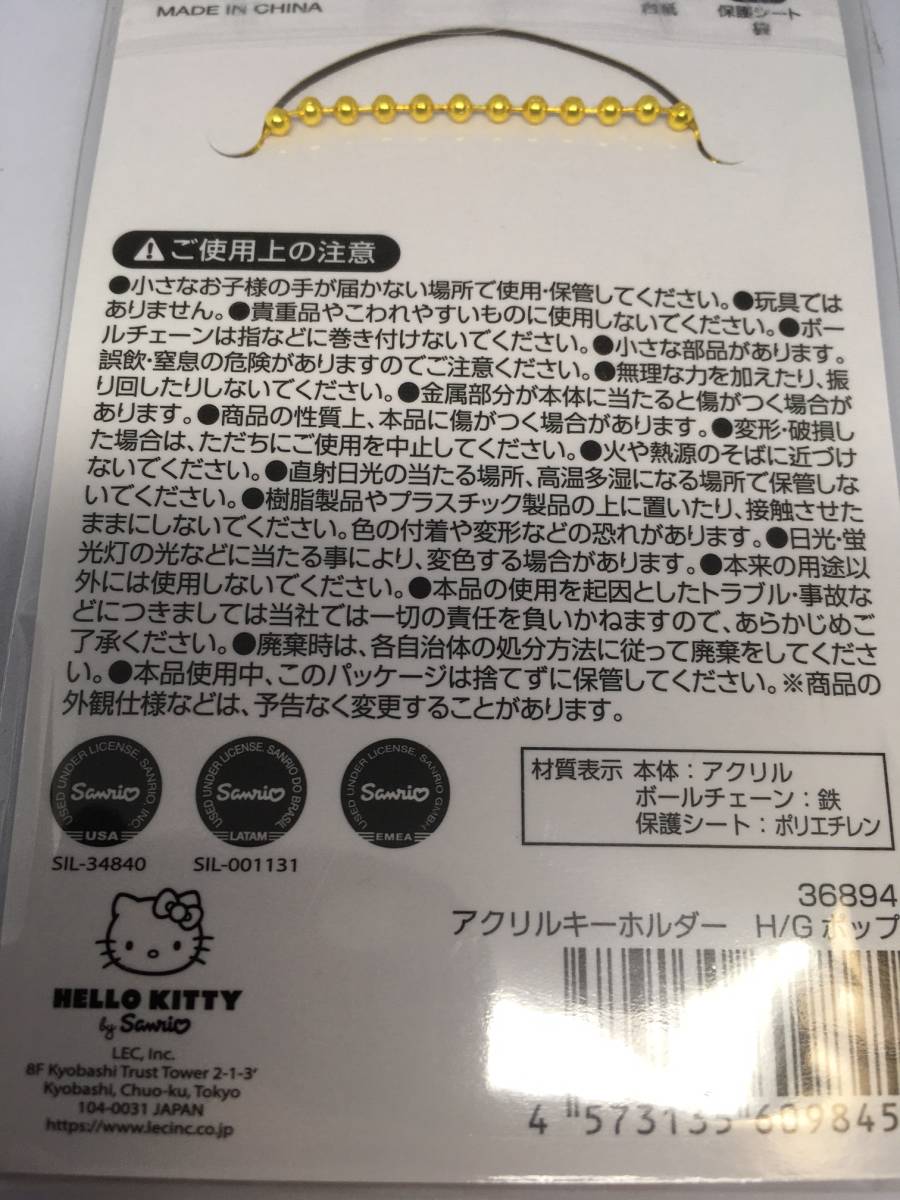 MADE IN CHINA
台紙
保護シート
袋
ご使用上の注意
●小さなお子様の手が届かない場所で使用・保管してください。●玩具では
ありません。●貴重品やこわれやすいものに使用しないでください。●ボー
ルチェーンは指などに巻き付けないでください。●小さな部品があります。
誤飲・窒息の危険がありますのでご注意ください。●無理な力を加えたり、振
り回したりしないでください。●金属部分が本体に当たると傷がつく場合が
あります。●商品の性質上、本品に傷がつく場合があります。●変形・破損し
た場合は、ただちにご使用を中止してください。●火や熱源のそばに近づけ
ないでください。●直射日光の当たる場所、高温多湿になる場所で保管しな
いでください。●樹脂製品やプラスチック製品の上に置いたり、接触させた
ままにしないでください。色の付着や変形などの恐れがあります。●日光・蛍
光灯の光などに当たる事により、変色する場合があります。●本来の用途以
外には使用しないでください。●本品の使用を起因としたトラブル・事故な
どにつきましては当社では一切の責任を負いかねますので、あらかじめご
了承ください。●廃棄時は、各自治体の処分方法に従って廃棄をしてくださ
い。●本品使用中、このパッケージは捨てずに保管してください。※商品の
外観仕様などは、予告なく変更することがあります。
USED UNDER LICENSE. SANRIO, INC.
Sanrio
USA
SIL-34840
USED UNDER LICENSE. SANRIO DO BRASIL
Sanrio
LATAM
SIL-001131
USED UNDER LICENSE. SANRIO GMBH
Sanrio
EMEA
材質表示 本体：アクリル
ボールチェーン：鉄
保護シート：ポリエチレン
36894
アクリルキーホルダー H/Gポップ
HELLO KITTY
by Sanrio
LEC, Inc.
8F Kyobashi Trust Tower 2-1-3'
Kyobashi, Chuo-ku, Tokyo
104-0031 JAPAN
https://www.lecinc.co.jp
4 573135 609845